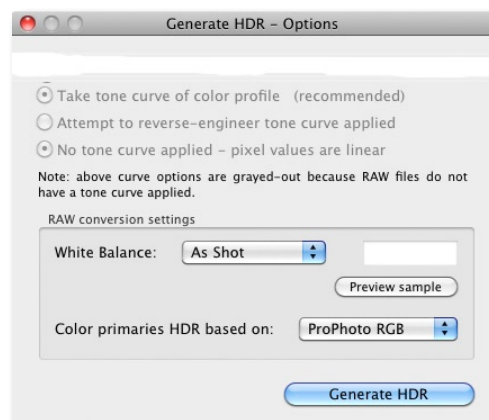 Generate HDR – Options
Take tone curve of color profile (recommended)
Attempt to reverse-engineer tone curve applied
No tone curve applied – pixel values are linear
Note: above curve options are grayed-out because RAW files do not
have a tone curve applied.
RAW conversion settings
White Balance: As Shot
Preview sample
Color primaries HDR based on: ProPhoto RGB
Generate HDR